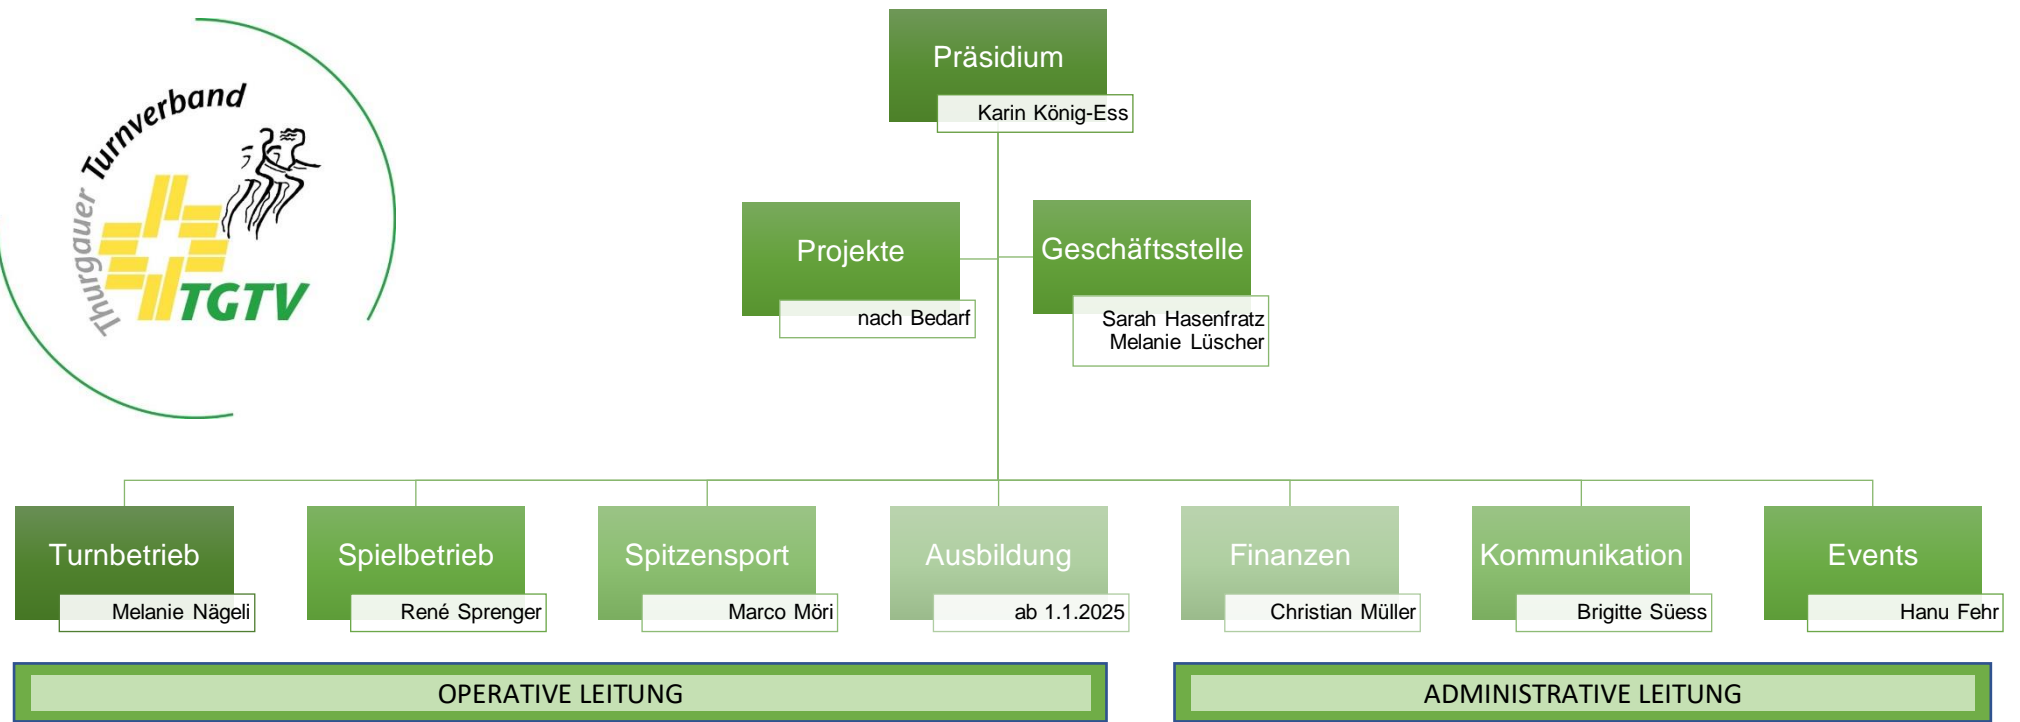 Thurgauer Turnverband
TGTV
Präsidium
Karin König-Ess
Projekte
nach Bedarf
Geschäftsstelle
Sarah Hasenfratz
Melanie Lüscher
Turnbetrieb
Melanie Nägeli
Spielbetrieb
René Sprenger
Spitzensport
Marco Möri
Ausbildung
ab 1.1.2025
Finanzen
Christian Müller
Kommunikation
Brigitte Süess
Events
Hanu Fehr
OPERATIVE LEITUNG
ADMINISTRATIVE LEITUNG